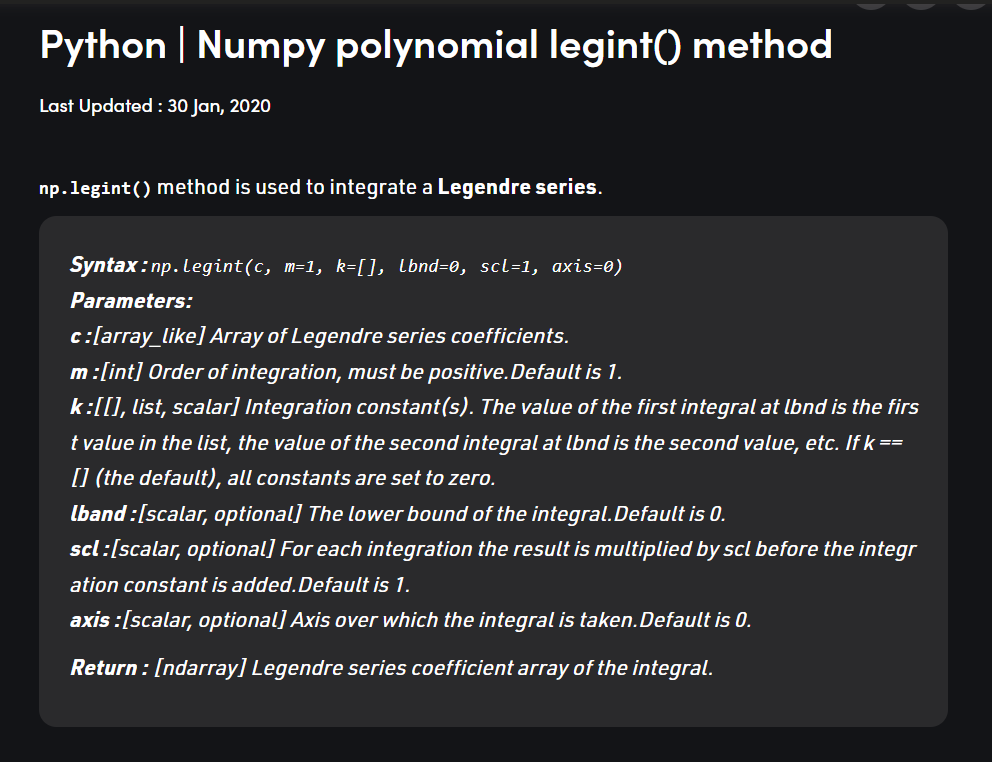 Python | Numpy polynomial legint() method
Last Updated : 30 Jan, 2020
np.legint() method is used to integrate a Legendre series.
Syntax : np.legint(c, m=1, k=[], lbnd=0, scl=1, axis=0)
Parameters:
c :[array_like] Array of Legendre series coefficients.
m :[int] Order of integration, must be positive.Default is 1.
k :[[], list, scalar] Integration constant(s). The value of the first integral at lbnd is the firs
t value in the list, the value of the second integral at lbnd is the second value, etc. If k ==
[] (the default), all constants are set to zero.
lband :[scalar, optional] The lower bound of the integral.Default is 0.
scl :[scalar, optional] For each integration the result is multiplied by scl before the integr
ation constant is added.Default is 1.
axis :[scalar, optional] Axis over which the integral is taken.Default is 0.
Return : [ndarray] Legendre series coefficient array of the integral.